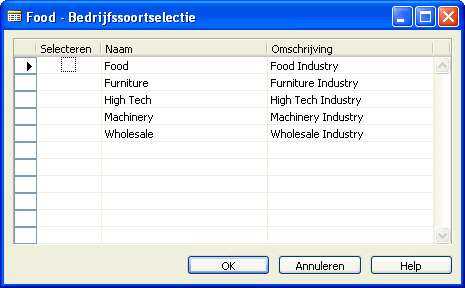 Food - Bedrijfssoortselectie
Selecteren Naam Omschrijving
Food Food Industry
Furniture Furniture Industry
High Tech High Tech Industry
Machinery Machinery Industry
Wholesale Wholesale Industry
OK Annuleren Help